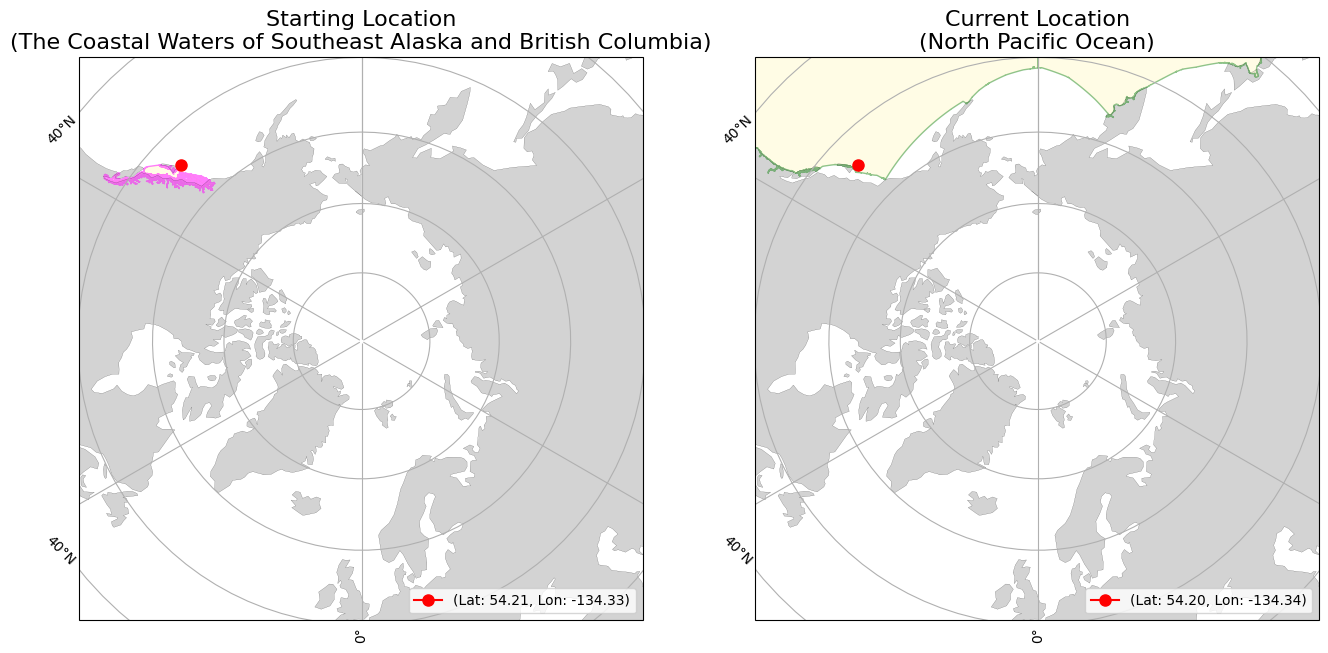 Starting Location
(The Coastal Waters of Southeast Alaska and British Columbia)
40°N
40°N
0°
(Lat: 54.21, Lon: -134.33)
Current Location
(North Pacific Ocean)
40°N
40°N
0°
(Lat: 54.20, Lon: -134.34)